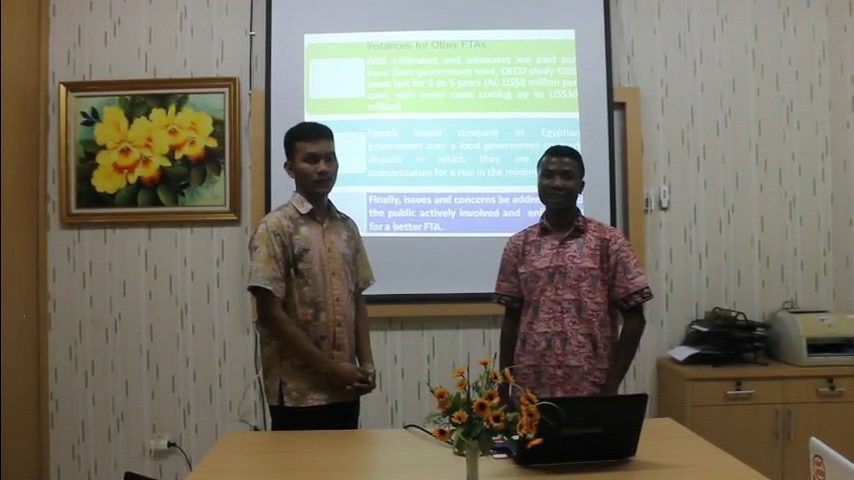 Instances for Other FTAs
ISDS arbitrators and advocates are paid per
hour. Even government wins, OECD study ISDS
cases last for 3 to 5 years (AC US$8 million per
case, with some cases costing up to US$30
million)
French Veolia company vs Egyptian
government over a local government
dispute in which they are
compensation for a rise in the minim
Finally, issues and concerns be addre
the public actively involved and en
for a better FTA.